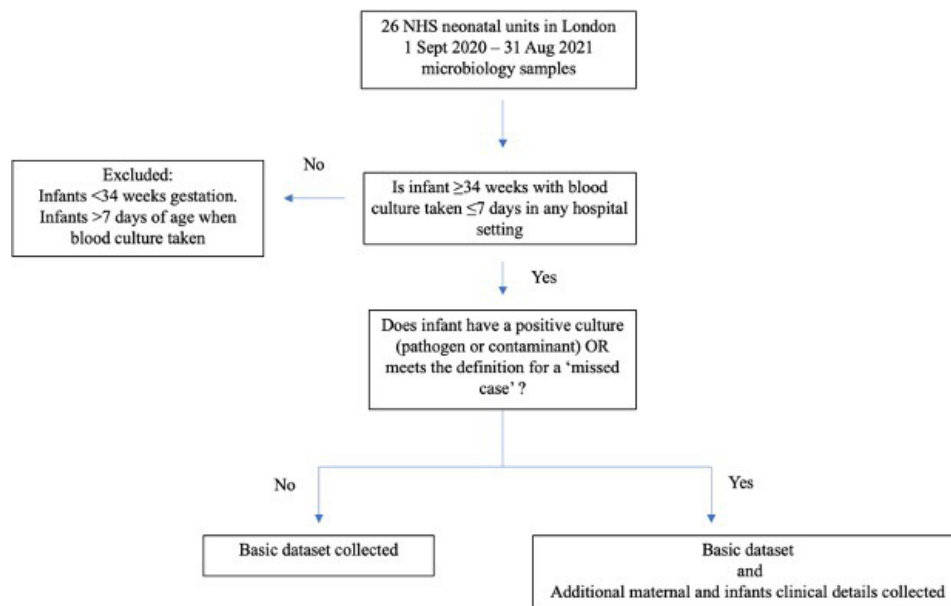 26 NHS neonatal units in London
1 Sept 2020 – 31 Aug 2021
microbiology samples
No
Excluded:
Infants <34 weeks gestation.
Infants >7 days of age when
blood culture taken
Is infant ≥34 weeks with blood
culture taken ≤7 days in any hospital
setting
Yes
Does infant have a positive culture
(pathogen or contaminant) OR
meets the definition for a ‘missed
case’ ?
No
Yes
Basic dataset collected
Basic dataset
and
Additional maternal and infants clinical details collected